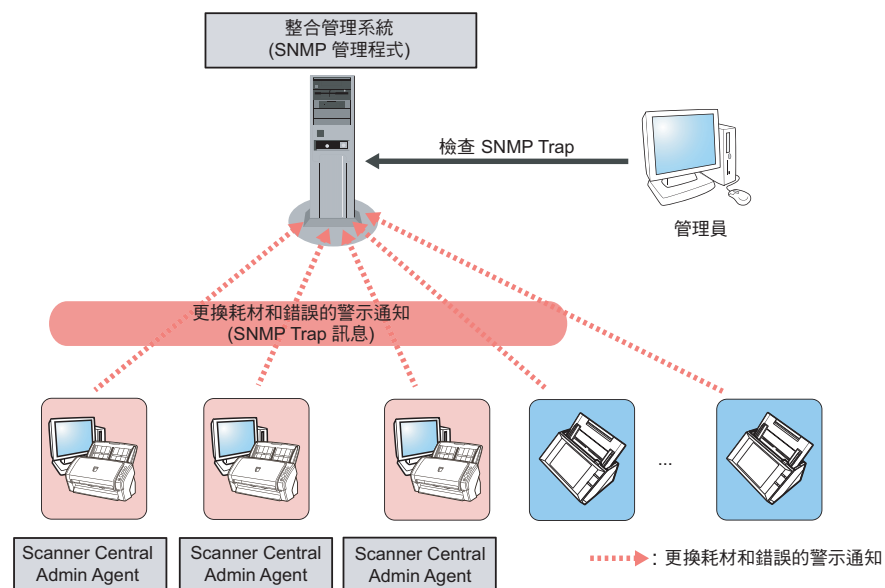 整合管理系統
(SNMP 管理程式)
檢查 SNMP Trap
管理員
更換耗材和錯誤的警示通知
(SNMP Trap 訊息)
...
Scanner Central
Admin Agent
Scanner Central
Admin Agent
Scanner Central
Admin Agent
: 更換耗材和錯誤的警示通知